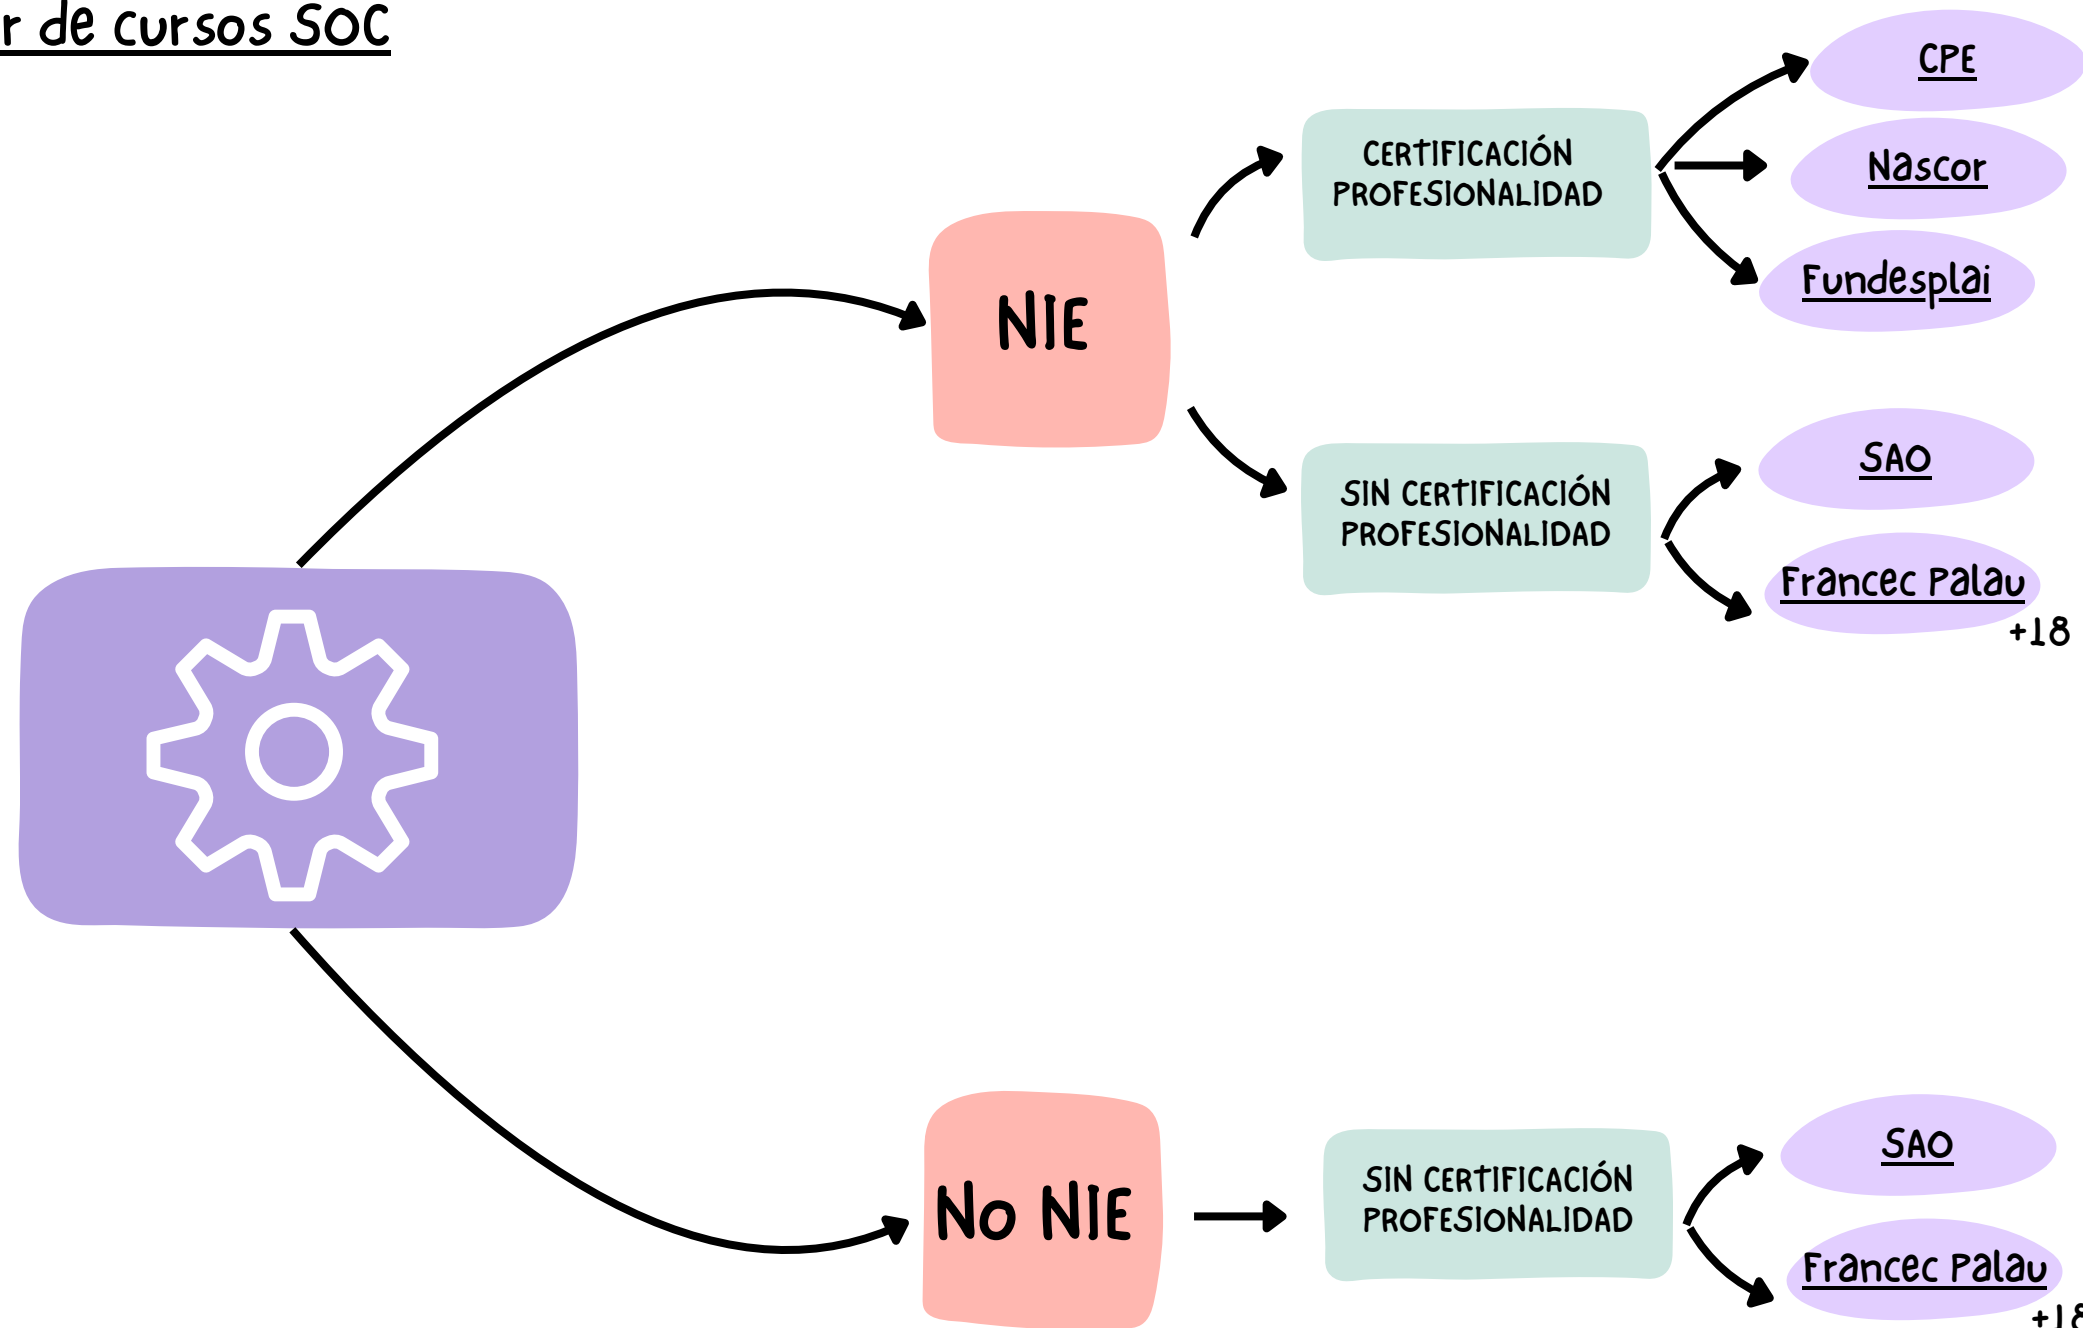 r de cursos SOC
CPE
Nascor
Fundesplai
CERTIFICACIÓN
PROFESIONALIDAD
NIE
SIN CERTIFICACIÓN
PROFESIONALIDAD
SAO
Francec Palau
+18
No NIE
SIN CERTIFICACIÓN
PROFESIONALIDAD
SAO
Francec Palau
+18